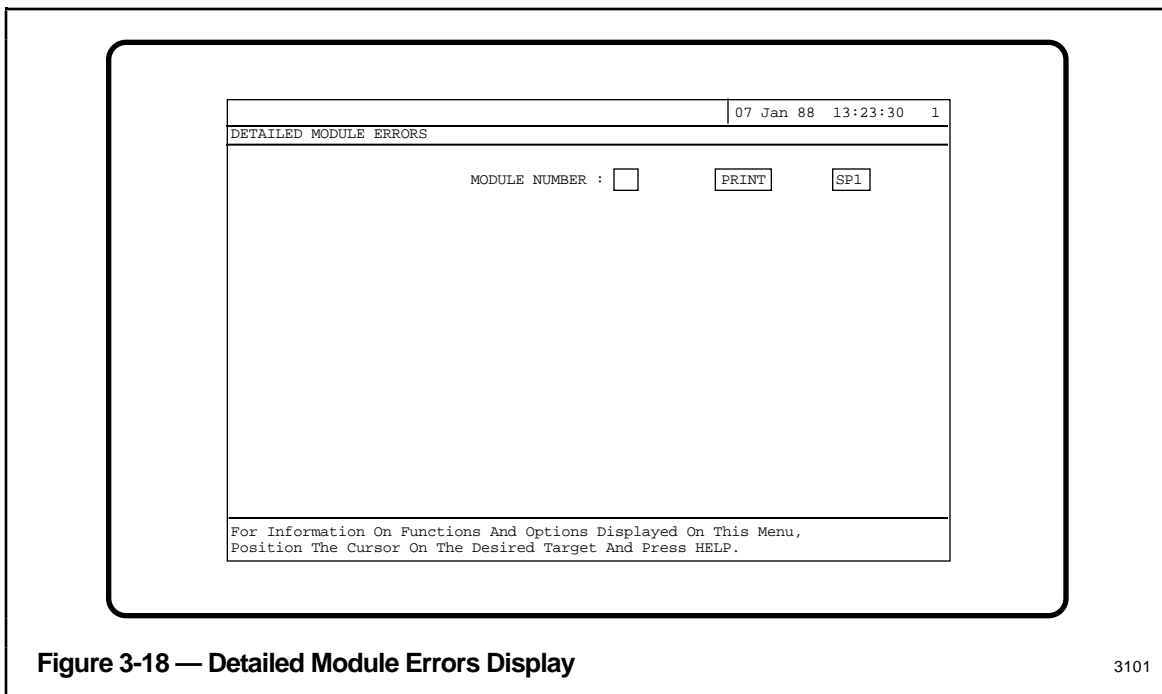 07 Jan 88 13:23:30 1
DETAILED MODULE ERRORS
MODULE NUMBER : PRINT SP1
For Information On Functions And Options Displayed On This Menu,
Position The Cursor On The Desired Target And Press HELP.
Figure 3-18 — Detailed Module Errors Display 3101